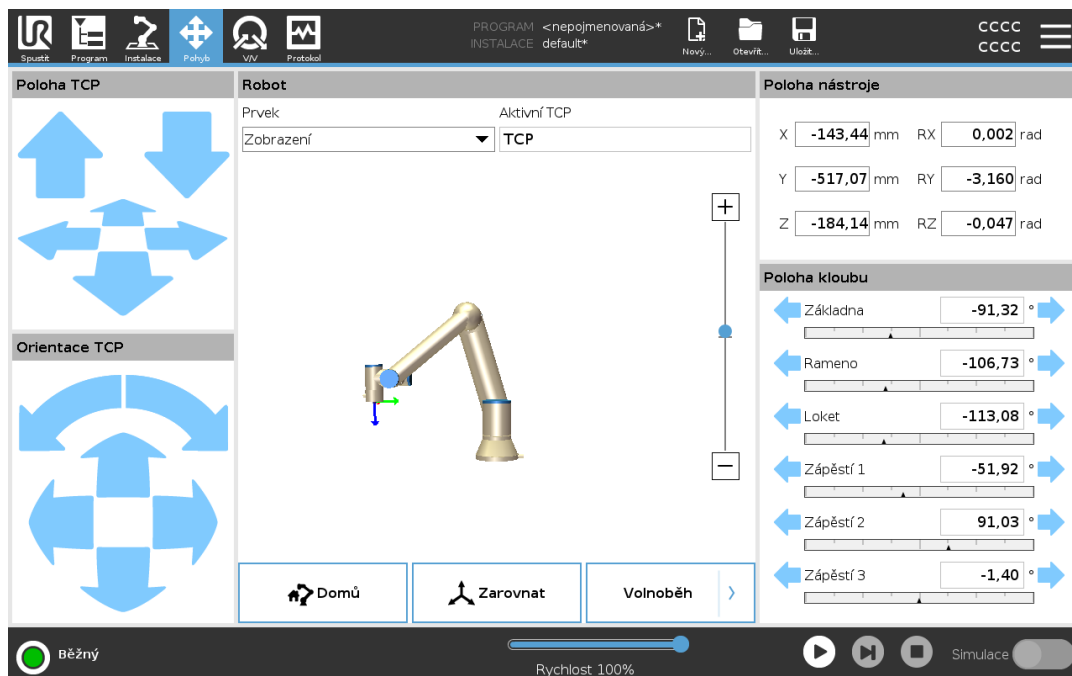 UR
PROGRAM <nepojmenovaná>*
INSTALACE default*
CCCC
CCCC
Spustit Program Instalace Pohyb V/V Protokol Nový... Otevřít... Uložit...
Poloha TCP
Robot
Prvek
Aktivní TCP
Zobrazení
TCP
Orientace TCP
Domů
Zarovnat
Volnoběh
Poloha nástroje
X -143,44 mm RX 0,002 rad
Y -517,07 mm RY -3,160 rad
Z -184,14 mm RZ -0,047 rad
Poloha kloubu
Základna -91,32 °
Rameno -106,73 °
Loket -113,08 °
Zápěstí 1 -51,92 °
Zápěstí 2 91,03 °
Zápěstí 3 -1,40 °
Běžný
Rychlost 100%
Simulace